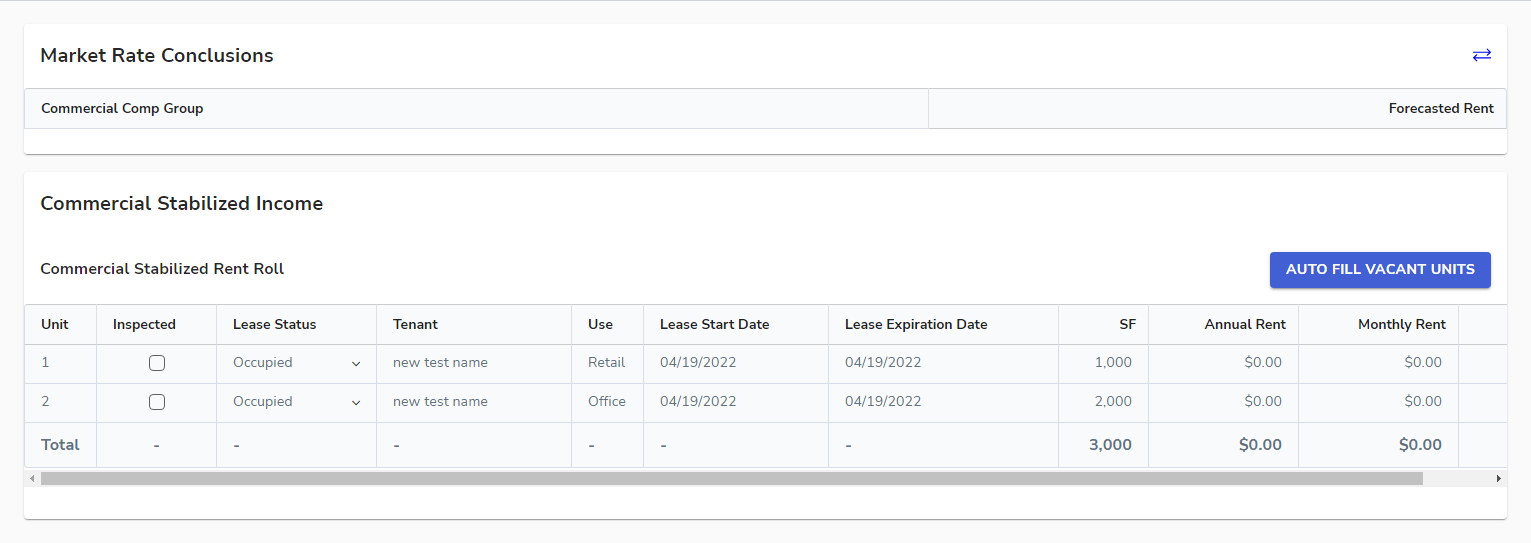 Market Rate Conclusions
Commercial Comp Group Forecasted Rent
Commercial Stabilized Income
Commercial Stabilized Rent Roll AUTO FILL VACANT UNITS
Unit Inspected Lease Status Tenant Use Lease Start Date Lease Expiration Date SF Annual Rent Monthly Rent
1 Occupied new test name Retail 04/19/2022 04/19/2022 1,000 $0.00 $0.00
2 Occupied new test name Office 04/19/2022 04/19/2022 2,000 $0.00 $0.00
Total - - - - - - 3,000 $0.00 $0.00